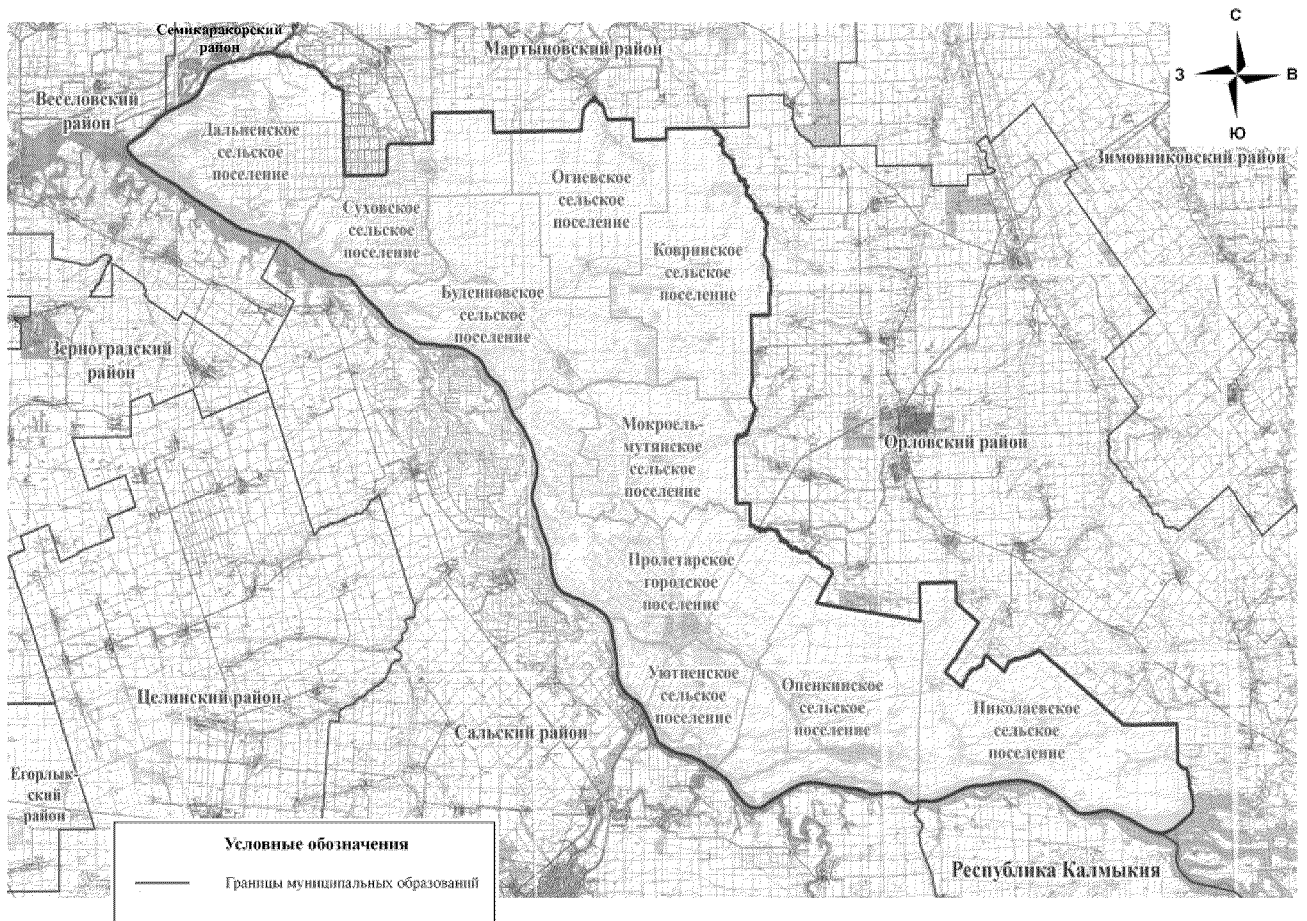 С
З
В
Ю
Семикаракорский
район
Мартыновский район
Веселовский
район
Зимовниковский район
Дальненское
сельское
поселение
Огневское
сельское
поселение
Суховское
сельское
поселение
Ковринское
сельское
поселение
Буденновское
сельское
поселение
Зерноградский
район
Мокроель-
мутянское
сельское
поселение
Орловский район
Пролетарское
городское
поселение
Уютненское
сельское
поселение
Опенкинское
сельское
поселение
Николаевское
сельское
поселение
Целинский район
Сальский район
Егорлык-
ский
район
Условные обозначения
Границы муниципальных образований
Республика Калмыкия